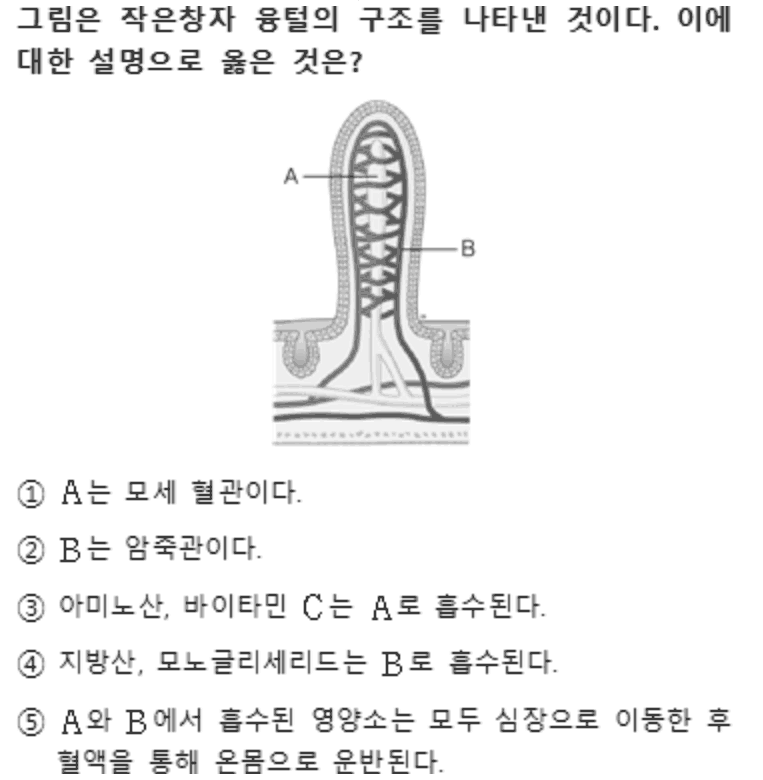 그림은 작은창자 융털의 구조를 나타낸 것이다. 이에
대한 설명으로 옳은 것은?
A
B
① A는 모세 혈관이다.
② B는 암죽관이다.
③ 아미노산, 바이타민 C는 A로 흡수된다.
④ 지방산, 모노글리세리드는 B로 흡수된다.
⑤ A와 B에서 흡수된 영양소는 모두 심장으로 이동한 후
혈액을 통해 온몸으로 운반된다.